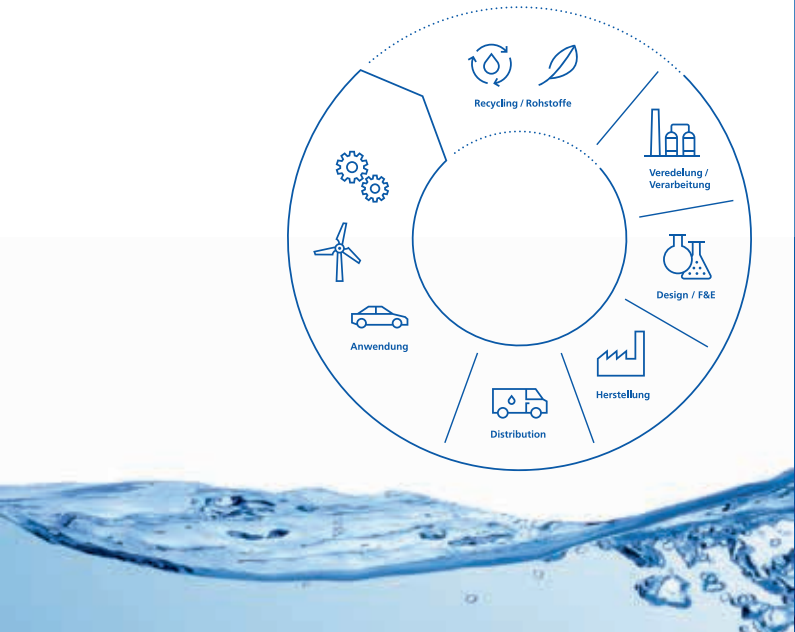 Recycling / Rohstoffe
Veredelung /
Verarbeitung
Design / F&E
Herstellung
Distribution
Anwendung